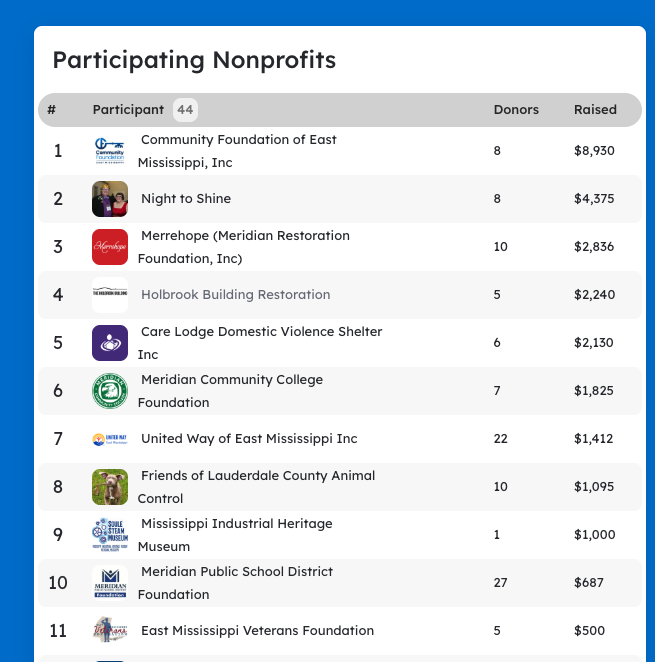 Participating Nonprofits
# Participant 44 Donors Raised
1 Community Foundation of East Mississippi, Inc 8 $8,930
2 Night to Shine 8 $4,375
3 Merrehope (Meridian Restoration Foundation, Inc) 10 $2,836
4 Holbrook Building Restoration 5 $2,240
5 Care Lodge Domestic Violence Shelter Inc 6 $2,130
6 Meridian Community College Foundation 7 $1,825
7 United Way of East Mississippi Inc 22 $1,412
8 Friends of Lauderdale County Animal Control 10 $1,095
9 Mississippi Industrial Heritage Museum 1 $1,000
10 Meridian Public School District Foundation 27 $687
11 East Mississippi Veterans Foundation 5 $500